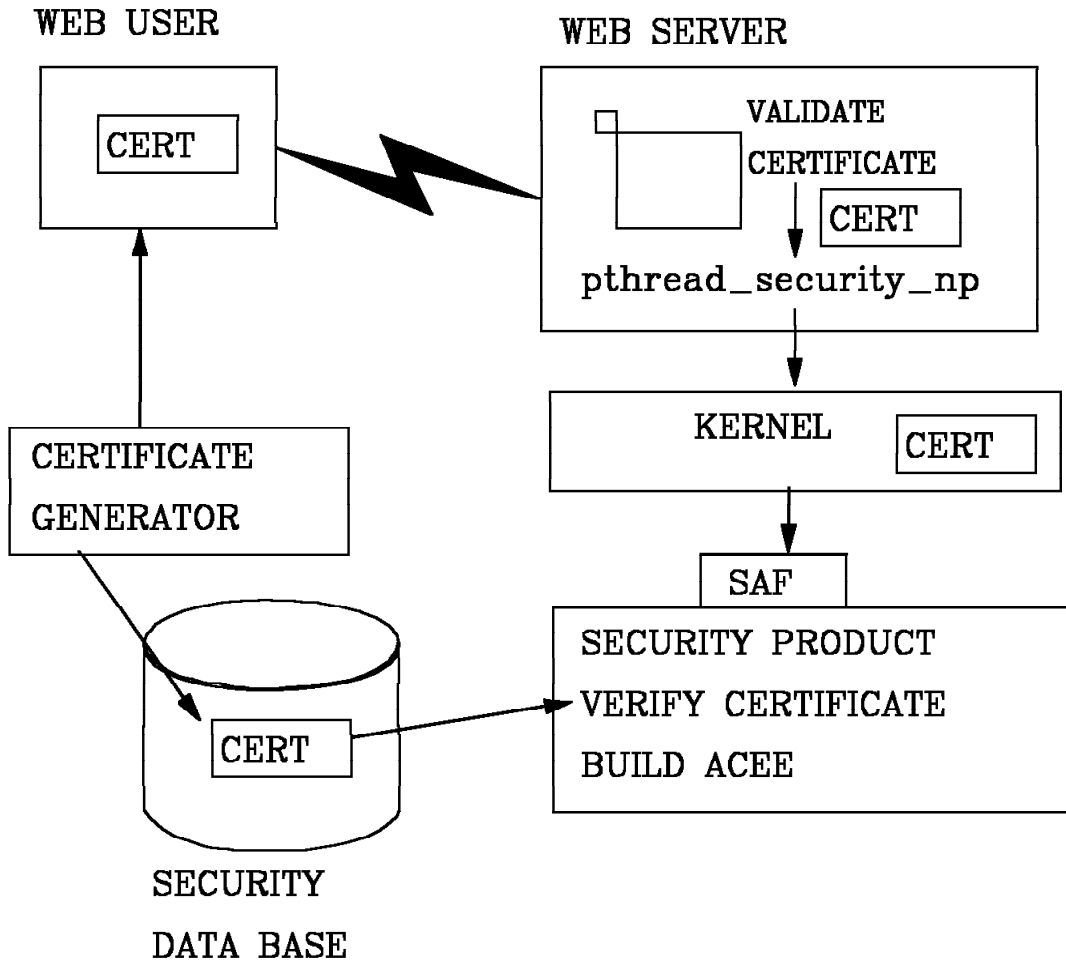 WEB USER
WEB SERVER
CERT
VALIDATE
CERTIFICATE
CERT
pthread_security_np
KERNEL
CERT
CERTIFICATE
GENERATOR
SAF
SECURITY PRODUCT
VERIFY CERTIFICATE
BUILD ACEE
CERT
SECURITY
DATA BASE